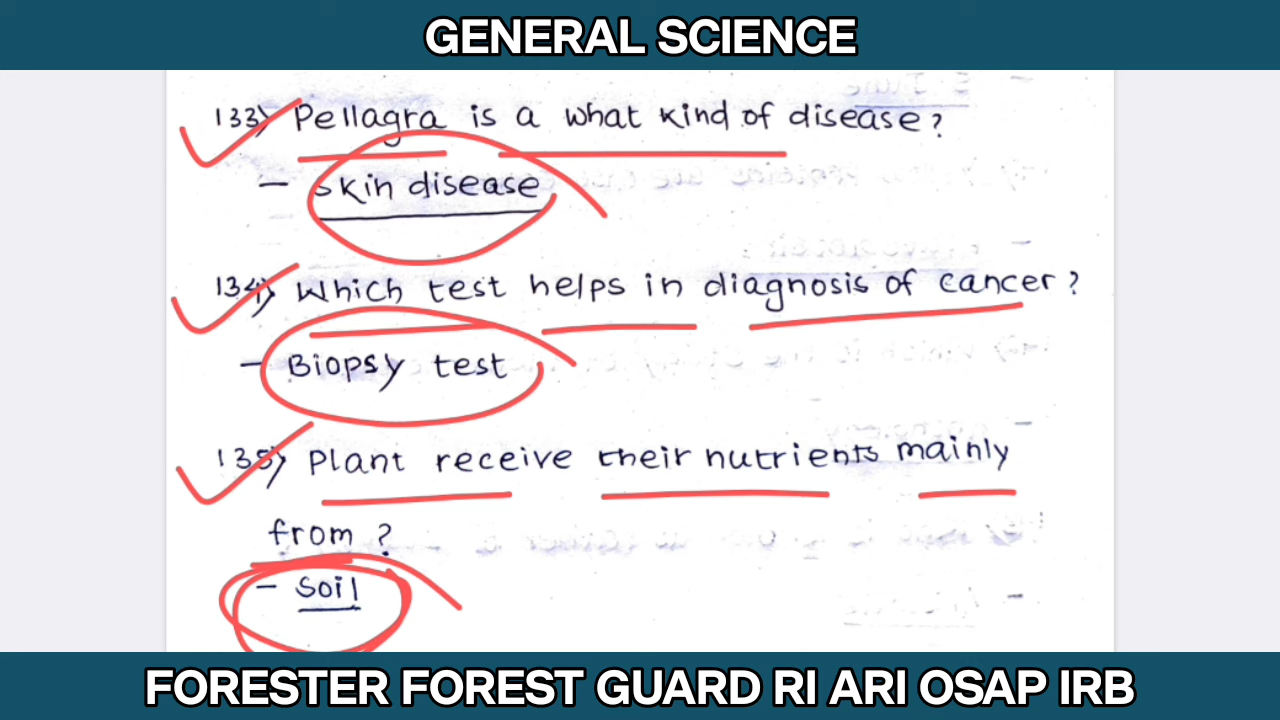 GENERAL SCIENCE
133) Pellagra is a what kind of disease?
- Skin disease
134) Which test helps in diagnosis of cancer?
- Biopsy test
135) Plant receive their nutrients mainly
from?
- Soil
FORESTER FOREST GUARD RI ARI OSAP IRB